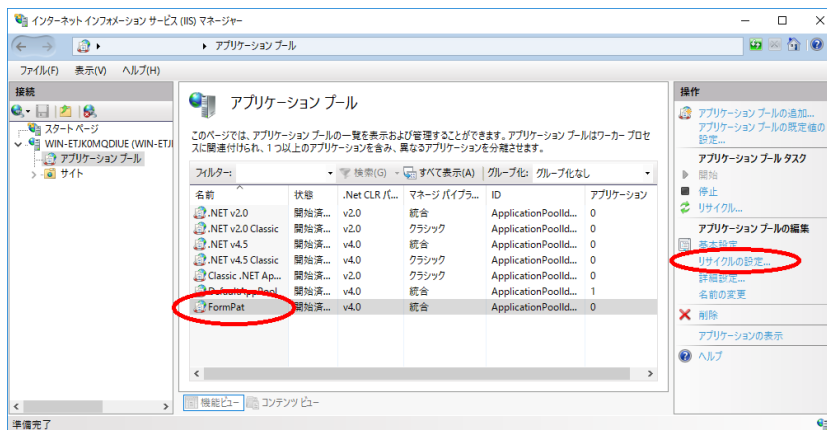 インターネット インフォメーション サービス (IIS) マネージャー
アプリケーション プール
ファイル(F) 表示(V) ヘルプ(H)
接続
スタート ページ
WIN-ETJK0MQDIUE (WIN-ETJ
アプリケーション プール
サイト
アプリケーション プール
このページでは、アプリケーション プールの一覧を表示および管理することができます。アプリケーション プールはワーカー プロセ
スに関連付けられ、1 つ以上のアプリケーションを含み、異なるアプリケーションを分離させます。
フィルター: 検索(G) すべて表示(A) グループ化: グループ化なし
名前 状態 .Net CLR バ... マネージ パイプラ... ID アプリケーション
.NET v2.0 開始済... v2.0 統合 ApplicationPoolId... 0
.NET v2.0 Classic 開始済... v2.0 クラシック ApplicationPoolId... 0
.NET v4.5 開始済... v4.0 統合 ApplicationPoolId... 0
.NET v4.5 Classic 開始済... v4.0 クラシック ApplicationPoolId... 0
Classic .NET Ap... 開始済... v2.0 クラシック ApplicationPoolId... 0
DefaultAppPool 開始済... v4.0 統合 ApplicationPoolId... 1
FormPat 開始済... v4.0 統合 ApplicationPoolId... 0
機能ビュー コンテンツ ビュー
操作
アプリケーション プールの追加...
アプリケーション プールの既定値の
設定...
アプリケーション プール タスク
開始
停止
リサイクル...
アプリケーション プールの編集
基本設定...
リサイクルの設定...
詳細設定...
名前の変更
削除
アプリケーションの表示
ヘルプ
準備完了